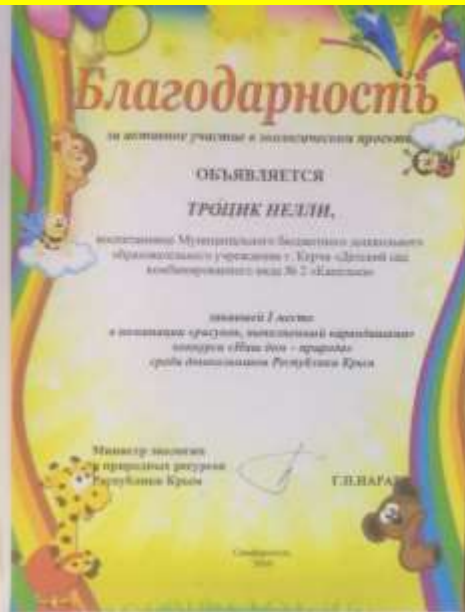 Благодарность
за активное участие в экологическом проекте
ОБЪЯВЛЯЕТСЯ
ТРОЦИК НЕЛЛИ,
воспитаннице Муниципального бюджетного дошкольного
образовательного учреждения г. Керчи «Детский сад
комбинированного вида № 2 «Капелька»
занявшей I место
в номинации «рисунок, выполненный карандашами»
конкурса «Наш дом – природа»
среди дошкольников Республики Крым
Министр экологии
и природных ресурсов
Республики Крым
Г.П.НАРАЕ
Симферополь